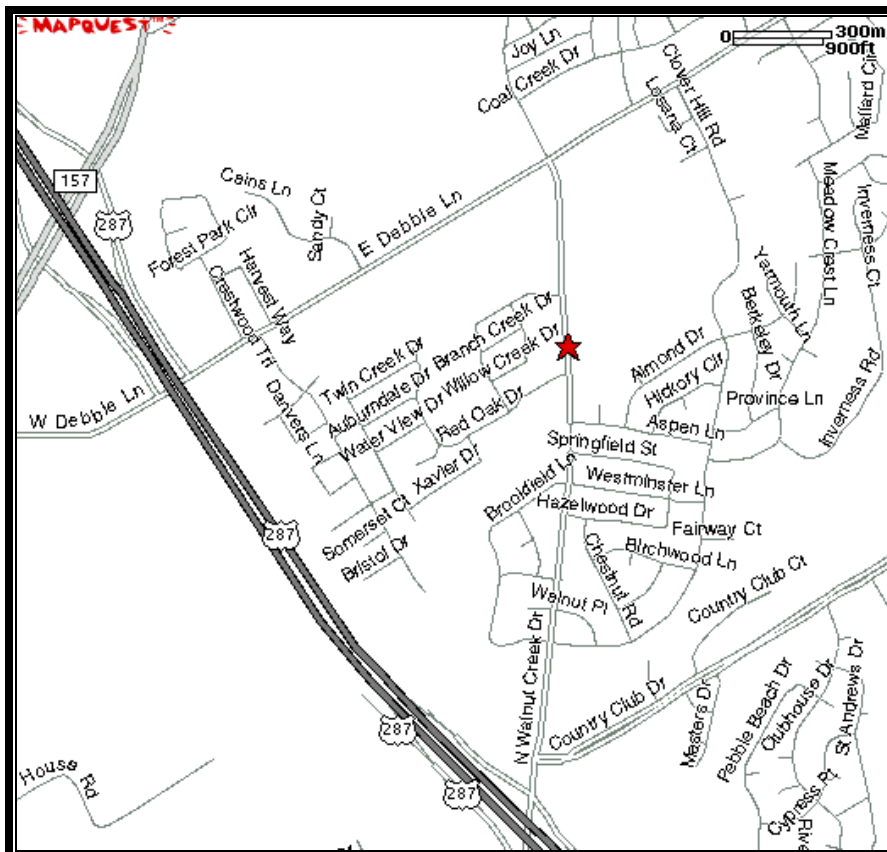 MAPQUEST
0 300m
900ft
Joy Ln
Coal Creek Dr
Clover Hill Rd
Losana Ct
Mallard Cir
157
287
Cains Ln
Sandy Ct
E Debbie Ln
Forest Park Cir
Harvest Way
Crestwood Trl
Meadow Crest Ln
Inverness Ct
Yarmouth Ln
Berkeley Dr
Twin Creek Dr
Branch Creek Dr
Auburndale Dr
Willow Creek Dr
Water View Dr
Red Oak Dr
Danvers Ln
W Debbie Ln
Almond Dr
Hickory Cir
Province Ln
Inverness Rd
Aspen Ln
Springfield St
Xavier Dr
Brookfield Ln
Westminster Ln
Hazelwood Dr
Somerset Ct
Bristol Dr
287
Fairway Ct
Birchwood Ln
Chestnut Rd
Walnut Pl
Country Club Ct
N Walnut Creek Dr
Country Club Dr
Masters Dr
Pebble Beach Dr
Clubhouse Dr
St Andrews Dr
287
287
House Rd
Cypress Pt